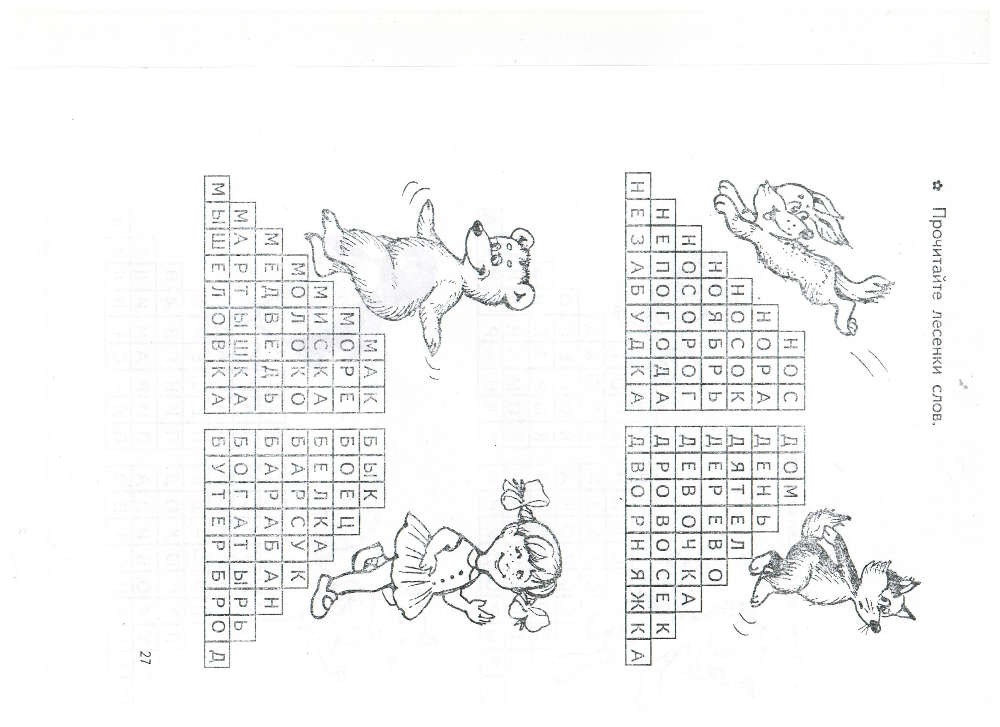 Прочитайте лесенки слов.
НОС ДОМ
НОРА ДЕНЬ
НОСОК ДЯТЕЛ
НОЯБРЬ ДЕРЕВО
НОСОРОГ ДЕВОЧКА
НЕПОГОДА ДРОВОСЕК
НЕЗАБУДКА ДВОРНЯЖКА
МАК БЫК
МОРЕ БОЕЦ
МИСКА БЕЛКА
МОЛОКО БАРСУК
МЕДВЕДЬ БАРАБАН
МАРТЫШКА БОГАТЫРЬ
МЫШЕЛОВКА БУТЕРБРОД
27